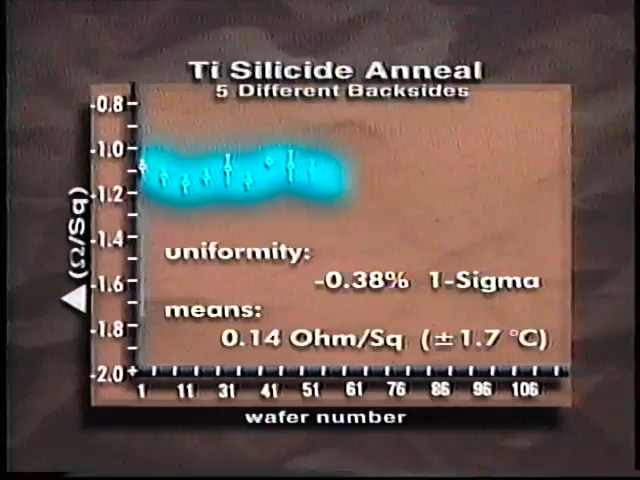 Ti Silicide Anneal
5 Different Backsides
-0.8
-1.0
-1.2
-1.4
-1.6
-1.8
-2.0
△(Ω/Sq)
uniformity:
-0.38% 1-Sigma
means:
0.14 Ohm/Sq (±1.7 °C)
1 11 31 41 51 61 76 86 96 106
wafer number